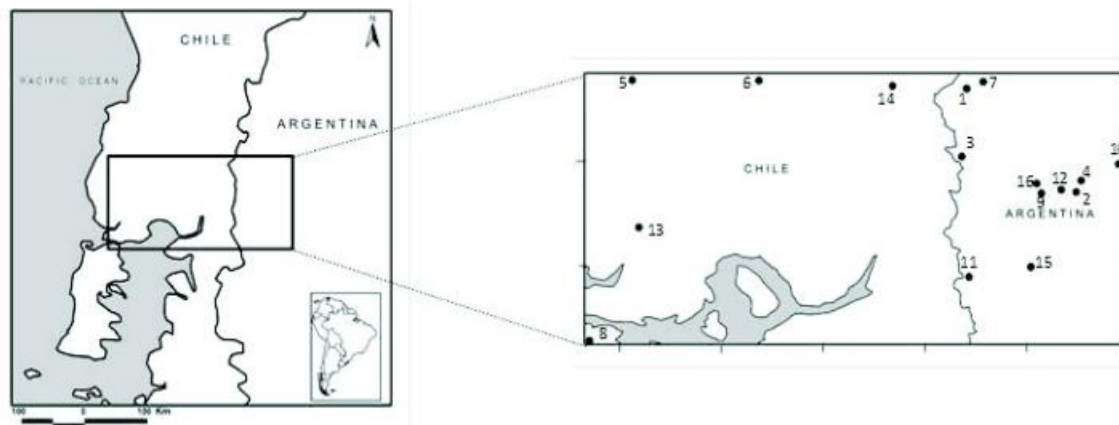 CHILE
N
PACIFIC OCEAN
ARGENTINA
100 0 100 Km
5
6
14
1
7
3
CHILE
16
12
4
9
2
ARGENTINA
13
11
15
8